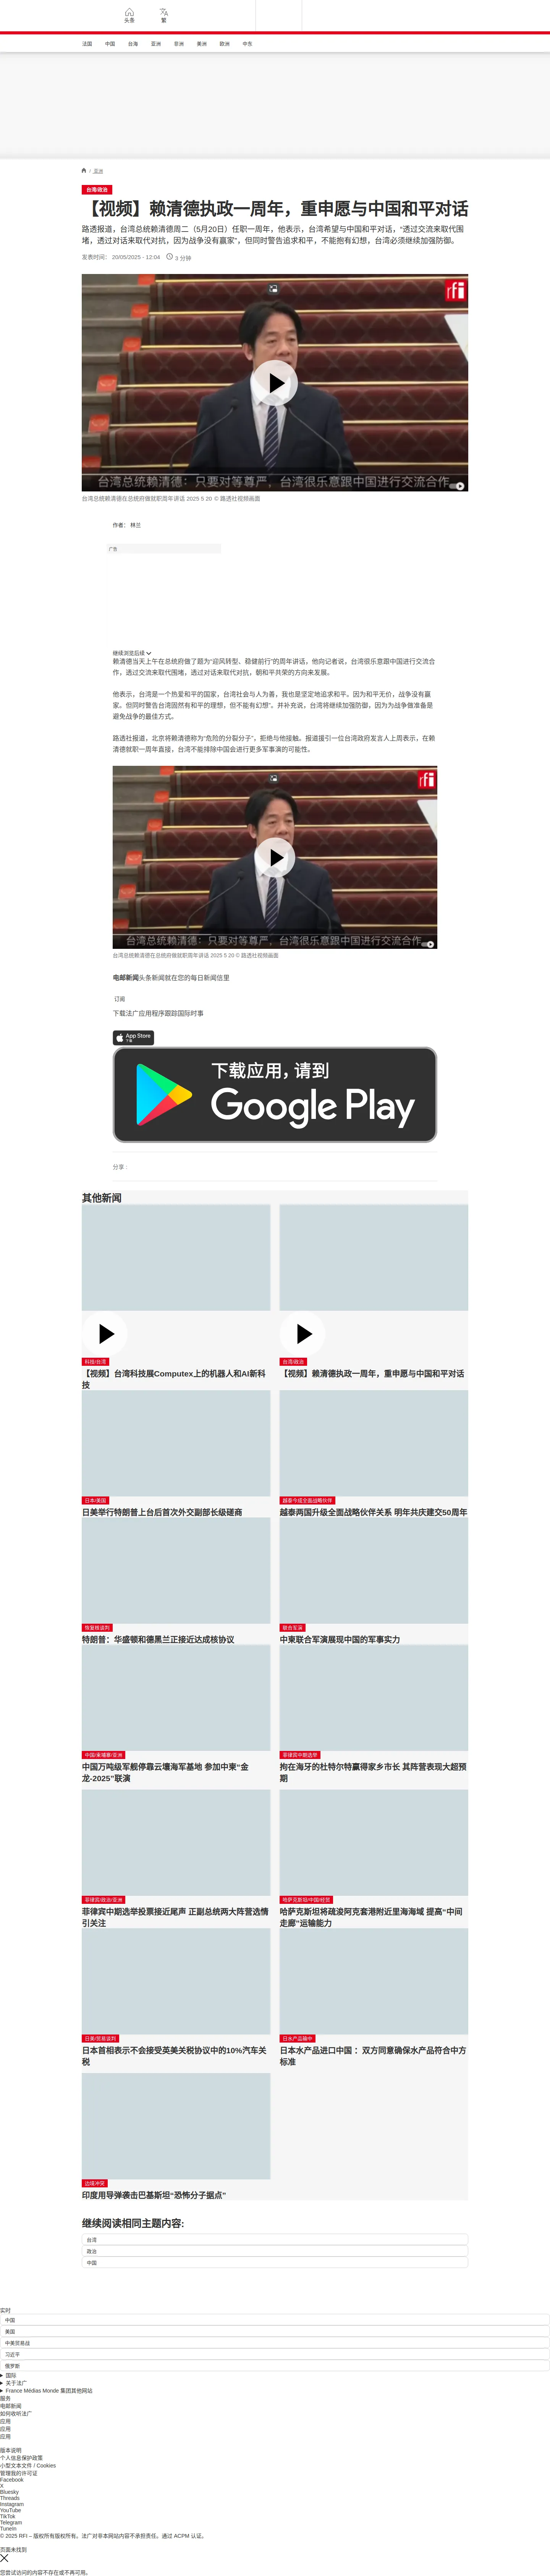 头条
繁
法国 中国 台海 亚洲 非洲 美洲 欧洲 中东
/ 亚洲
台海/政治
【视频】赖清德执政一周年，重申愿与中国和平对话
路透报道，台湾总统赖清德周二（5月20日）任职一周年，他表示，台湾希望与中国和平对话，“透过交流来取代围
堵，透过对话来取代对抗，因为战争没有赢家”，但同时警告追求和平，不能抱有幻想，台湾必须继续加强防御。
发表时间： 20/05/2025 - 12:04 3 分钟
rfi
台湾总统赖清德：只要对等尊严，台湾很乐意跟中国进行交流合作
台湾总统赖清德在总统府做就职周年讲话 2025 5 20 © 路透社视频画面
作者： 林兰
广告
继续浏览后续
赖清德当天上午在总统府做了题为“迎风转型、稳健前行”的周年讲话，他向记者说，台湾很乐意跟中国进行交流合
作，透过交流来取代围堵，透过对话来取代对抗，朝和平共荣的方向来发展。
他表示，台湾是一个热爱和平的国家，台湾社会与人为善，我也是坚定地追求和平。因为和平无价，战争没有赢
家。但同时警告台湾固然有和平的理想，但不能有幻想”。并补充说，台湾将继续加强防御，因为为战争做准备是
避免战争的最佳方式。
路透社报道，北京将赖清德称为“危险的分裂分子”，拒绝与他接触。报道援引一位台湾政府发言人上周表示，在赖
清德就职一周年直接，台湾不能排除中国会进行更多军事演的可能性。
rfi
台湾总统赖清德：只要对等尊严，台湾很乐意跟中国进行交流合作
台湾总统赖清德在总统府做就职周年讲话 2025 5 20 © 路透社视频画面
电邮新闻头条新闻就在您的每日新闻信里
订阅
下载法广应用程序跟踪国际时事
App Store
下载
下载应用，请到
Google Play
分享 :
其他新闻
科技/台湾
【视频】台湾科技展Computex上的机器人和AI新科
技
台湾/政治
【视频】赖清德执政一周年，重申愿与中国和平对话
日本/美国
日美举行特朗普上台后首次外交副部长级磋商
越泰今成全面战略伙伴
越泰两国升级全面战略伙伴关系 明年共庆建交50周年
恢复核谈判
特朗普：华盛顿和德黑兰正接近达成核协议
联合军演
中柬联合军演展现中国的军事实力
中国/柬埔寨/亚洲
中国万吨级军舰停靠云壤海军基地 参加中柬“金
龙-2025”联演
菲律宾中期选举
拘在海牙的杜特尔特赢得家乡市长 其阵营表现大超预
期
菲律宾/政治/亚洲
菲律宾中期选举投票接近尾声 正副总统两大阵营选情
引关注
哈萨克斯坦/中国/经贸
哈萨克斯坦将疏浚阿克套港附近里海海域 提高“中间
走廊”运输能力
日美/贸易谈判
日本首相表示不会接受英美关税协议中的10%汽车关
税
日水产品输中
日本水产品进口中国 ：双方同意确保水产品符合中方
标准
边境冲突
印度用导弹袭击巴基斯坦“恐怖分子据点”
继续阅读相同主题内容:
台湾
政治
中国
实时
中国
美国
中美贸易战
习近平
俄罗斯
国际
关于法广
France Médias Monde 集团其他网站
服务
电邮新闻
如何收听法广
应用
应用
应用
版本说明
个人信息保护政策
小型文本文件 / Cookies
管理我的许可证
Facebook
X
Bluesky
Threads
Instagram
YouTube
TikTok
Telegram
TuneIn
© 2025 RFI – 版权所有版权所有。法广对非本网站内容不承担责任。通过 ACPM 认证。
页面未找到
您尝试访问的内容不存在或不再可用。